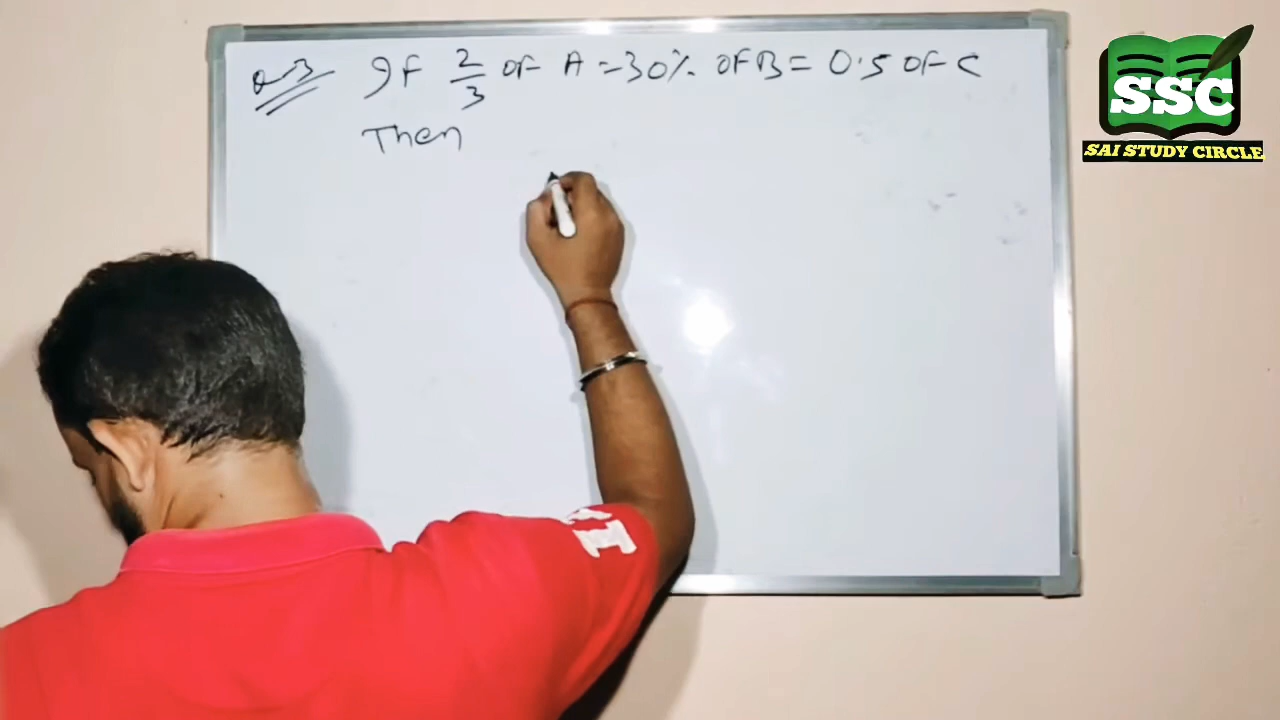 Q-3 If 2/3 OF A = 30% OF B = 0.5 OF C
Then
SSC
SAI STUDY CIRCLE